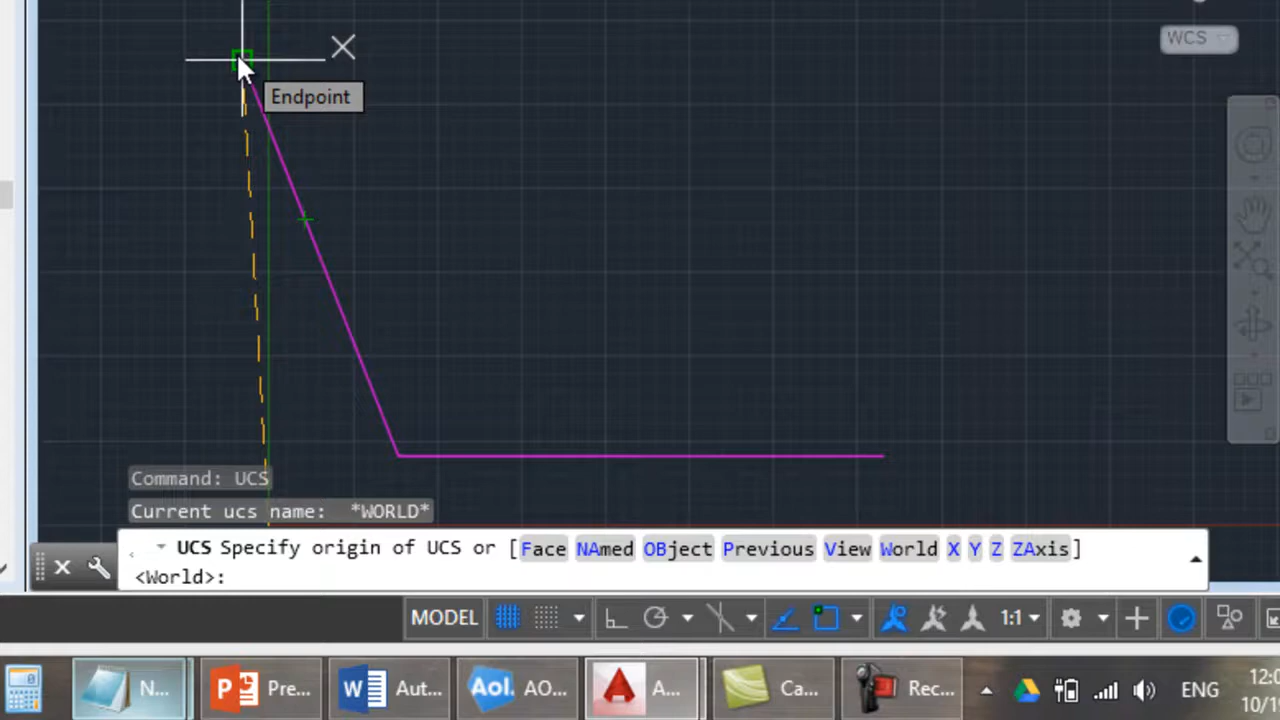 WCS
Endpoint
Command: UCS
Current ucs name: *WORLD*
UCS Specify origin of UCS or [Face NAmed OBject Previous View World X Y Z ZAxis]
<World>:
MODEL 1:1
N... Pre... Aut... Aol. AO... A... Ca... Rec... ENG 12:0
10/1